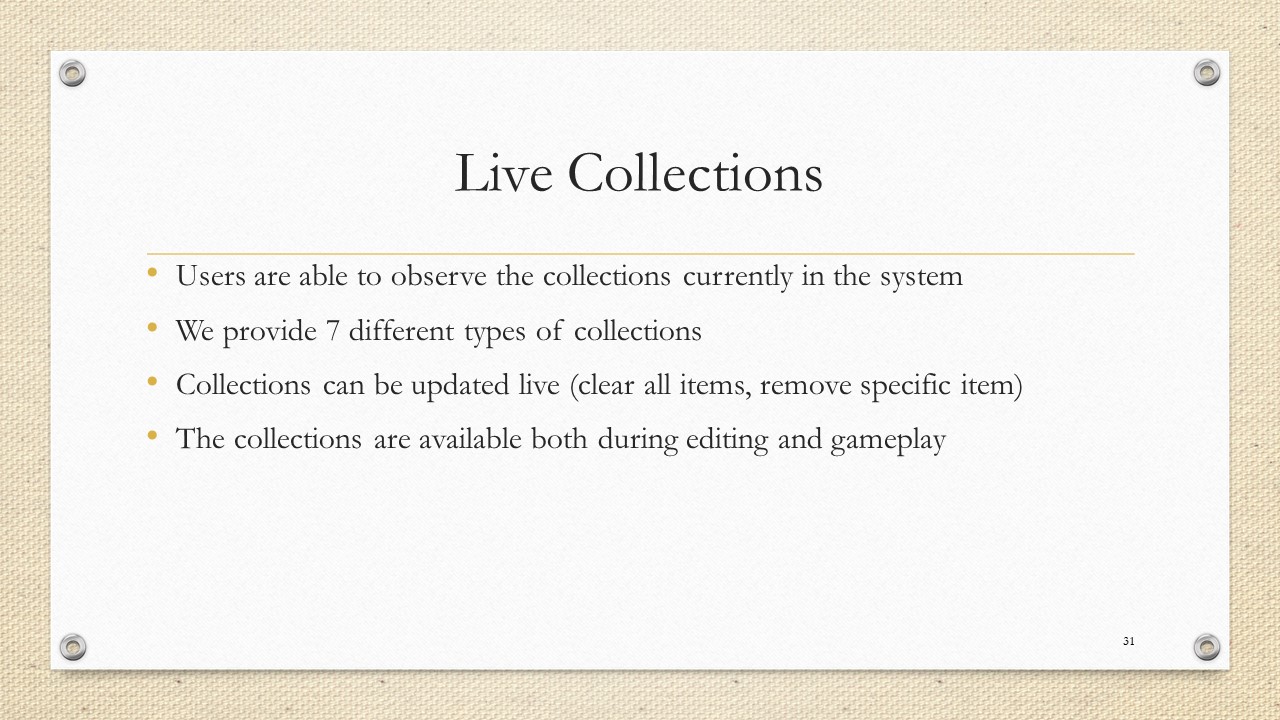 Live Collections
• Users are able to observe the collections currently in the system
• We provide 7 different types of collections
• Collections can be updated live (clear all items, remove specific item)
• The collections are available both during editing and gameplay
31